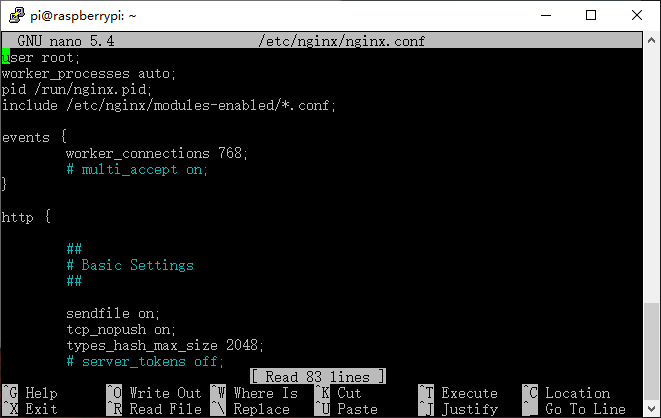 pi@raspberrypi: ~
GNU nano 5.4 /etc/nginx/nginx.conf
user root;
worker_processes auto;
pid /run/nginx.pid;
include /etc/nginx/modules-enabled/*.conf;
events {
worker_connections 768;
# multi_accept on;
}
http {
##
# Basic Settings
##
sendfile on;
tcp_nopush on;
types_hash_max_size 2048;
# server_tokens off;
[ Read 83 lines ]
^G Help ^O Write Out ^W Where Is ^K Cut ^T Execute ^C Location
^X Exit ^R Read File ^\ Replace ^U Paste ^J Justify ^_ Go To Line